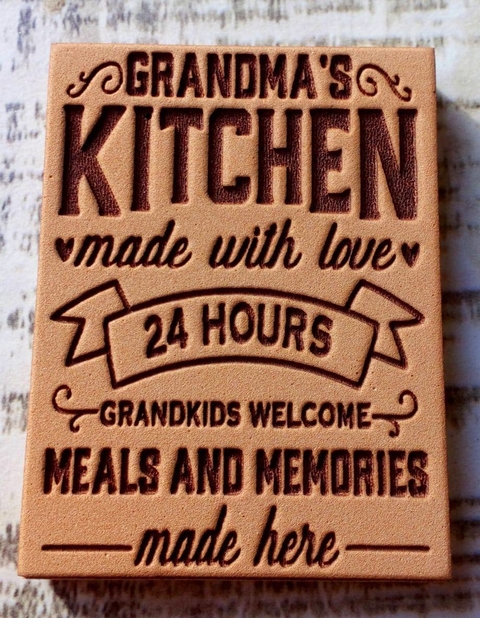 GRANDMA'S
KITCHEN
made with love
24 HOURS
GRANDKIDS WELCOME
MEALS AND MEMORIES
made here